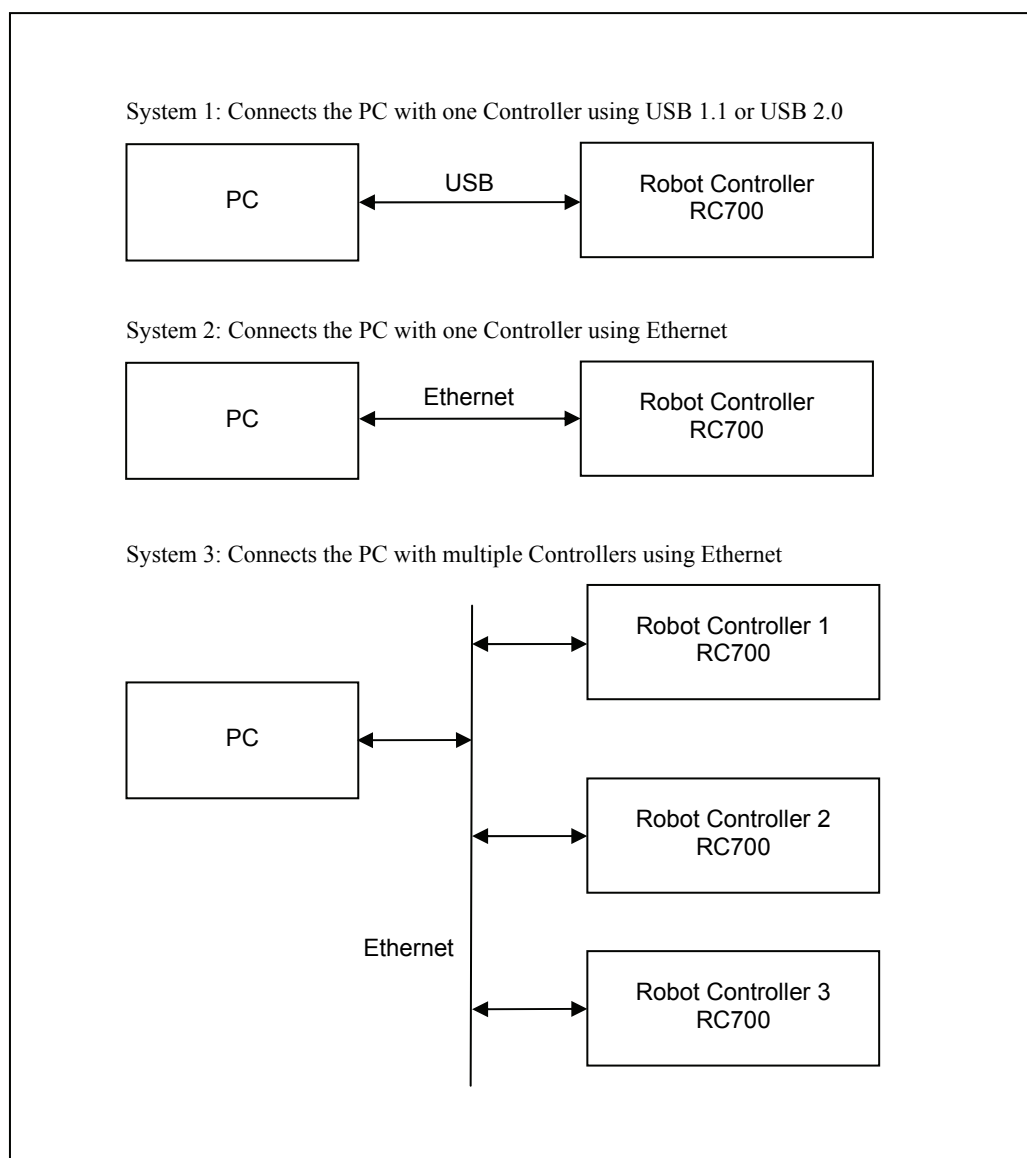 System 1: Connects the PC with one Controller using USB 1.1 or USB 2.0
PC
USB
Robot Controller
RC700
System 2: Connects the PC with one Controller using Ethernet
PC
Ethernet
Robot Controller
RC700
System 3: Connects the PC with multiple Controllers using Ethernet
Robot Controller 1
RC700
PC
Robot Controller 2
RC700
Ethernet
Robot Controller 3
RC700